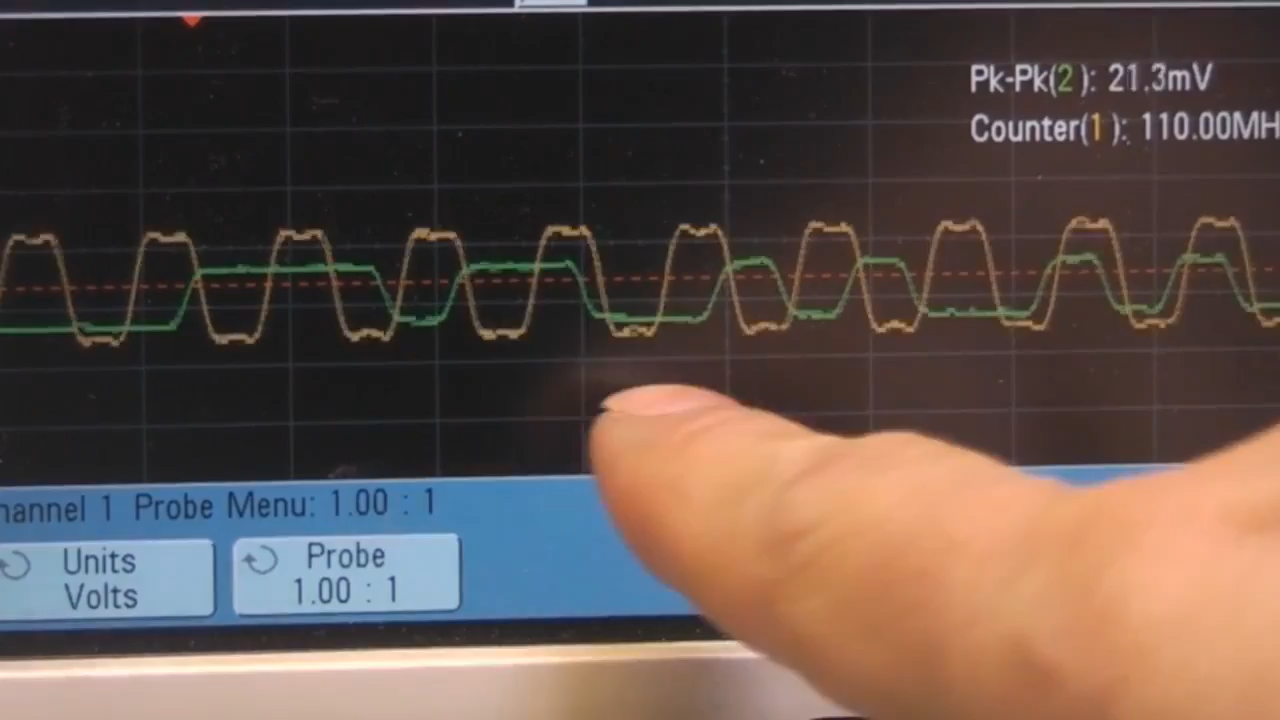 Pk-Pk(2): 21.3mV
Counter(1): 110.00MH
hannel 1 Probe Menu: 1.00 : 1
Units
Volts
Probe
1.00 : 1